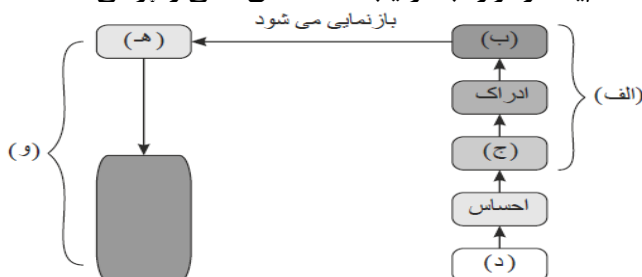 بازنمایی می شود
(ب)
(هـ)
ادراک
(الف)
(ج)
(و)
احساس
(د)